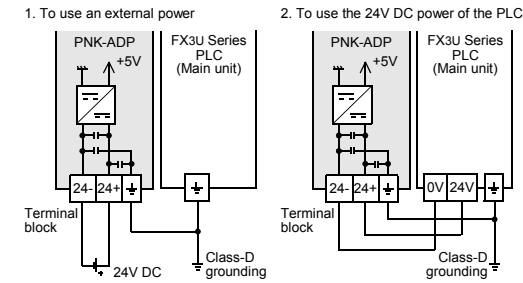 1. To use an external power
2. To use the 24V DC power of the PLC
PNK-ADP
+5V
FX3U Series
PLC
(Main unit)
24- 24+
Terminal
block
24V DC
Class-D
grounding
PNK-ADP
+5V
FX3U Series
PLC
(Main unit)
24- 24+
0V 24V
Terminal
block
Class-D
grounding